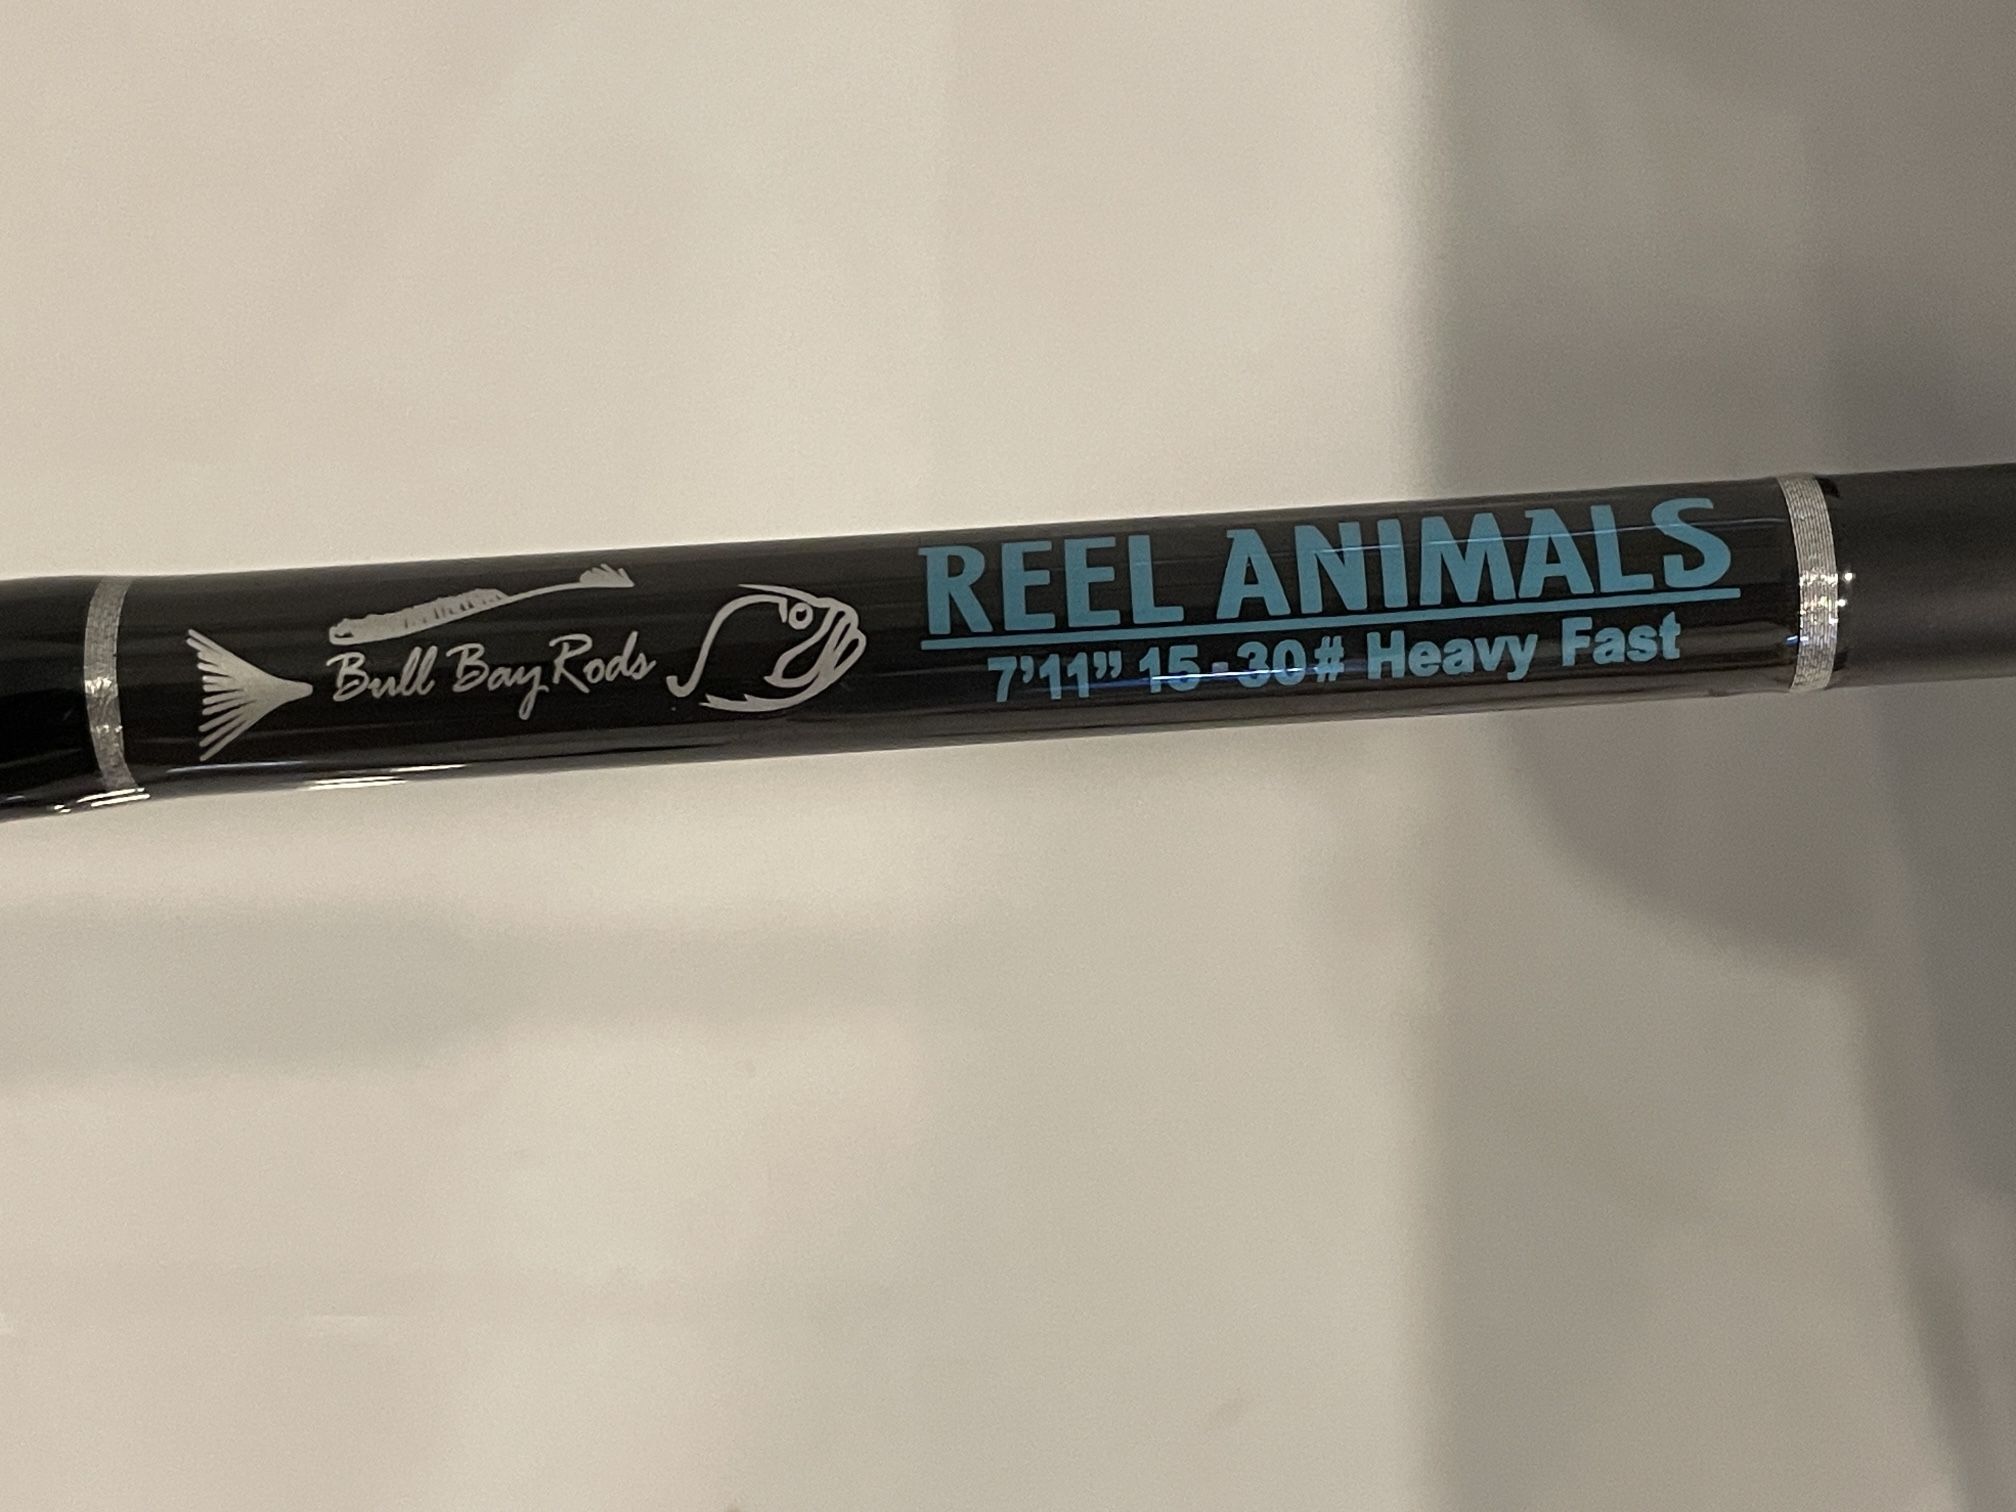 Bull Bay Rods
REEL ANIMALS
7’11” 15-30# Heavy Fast